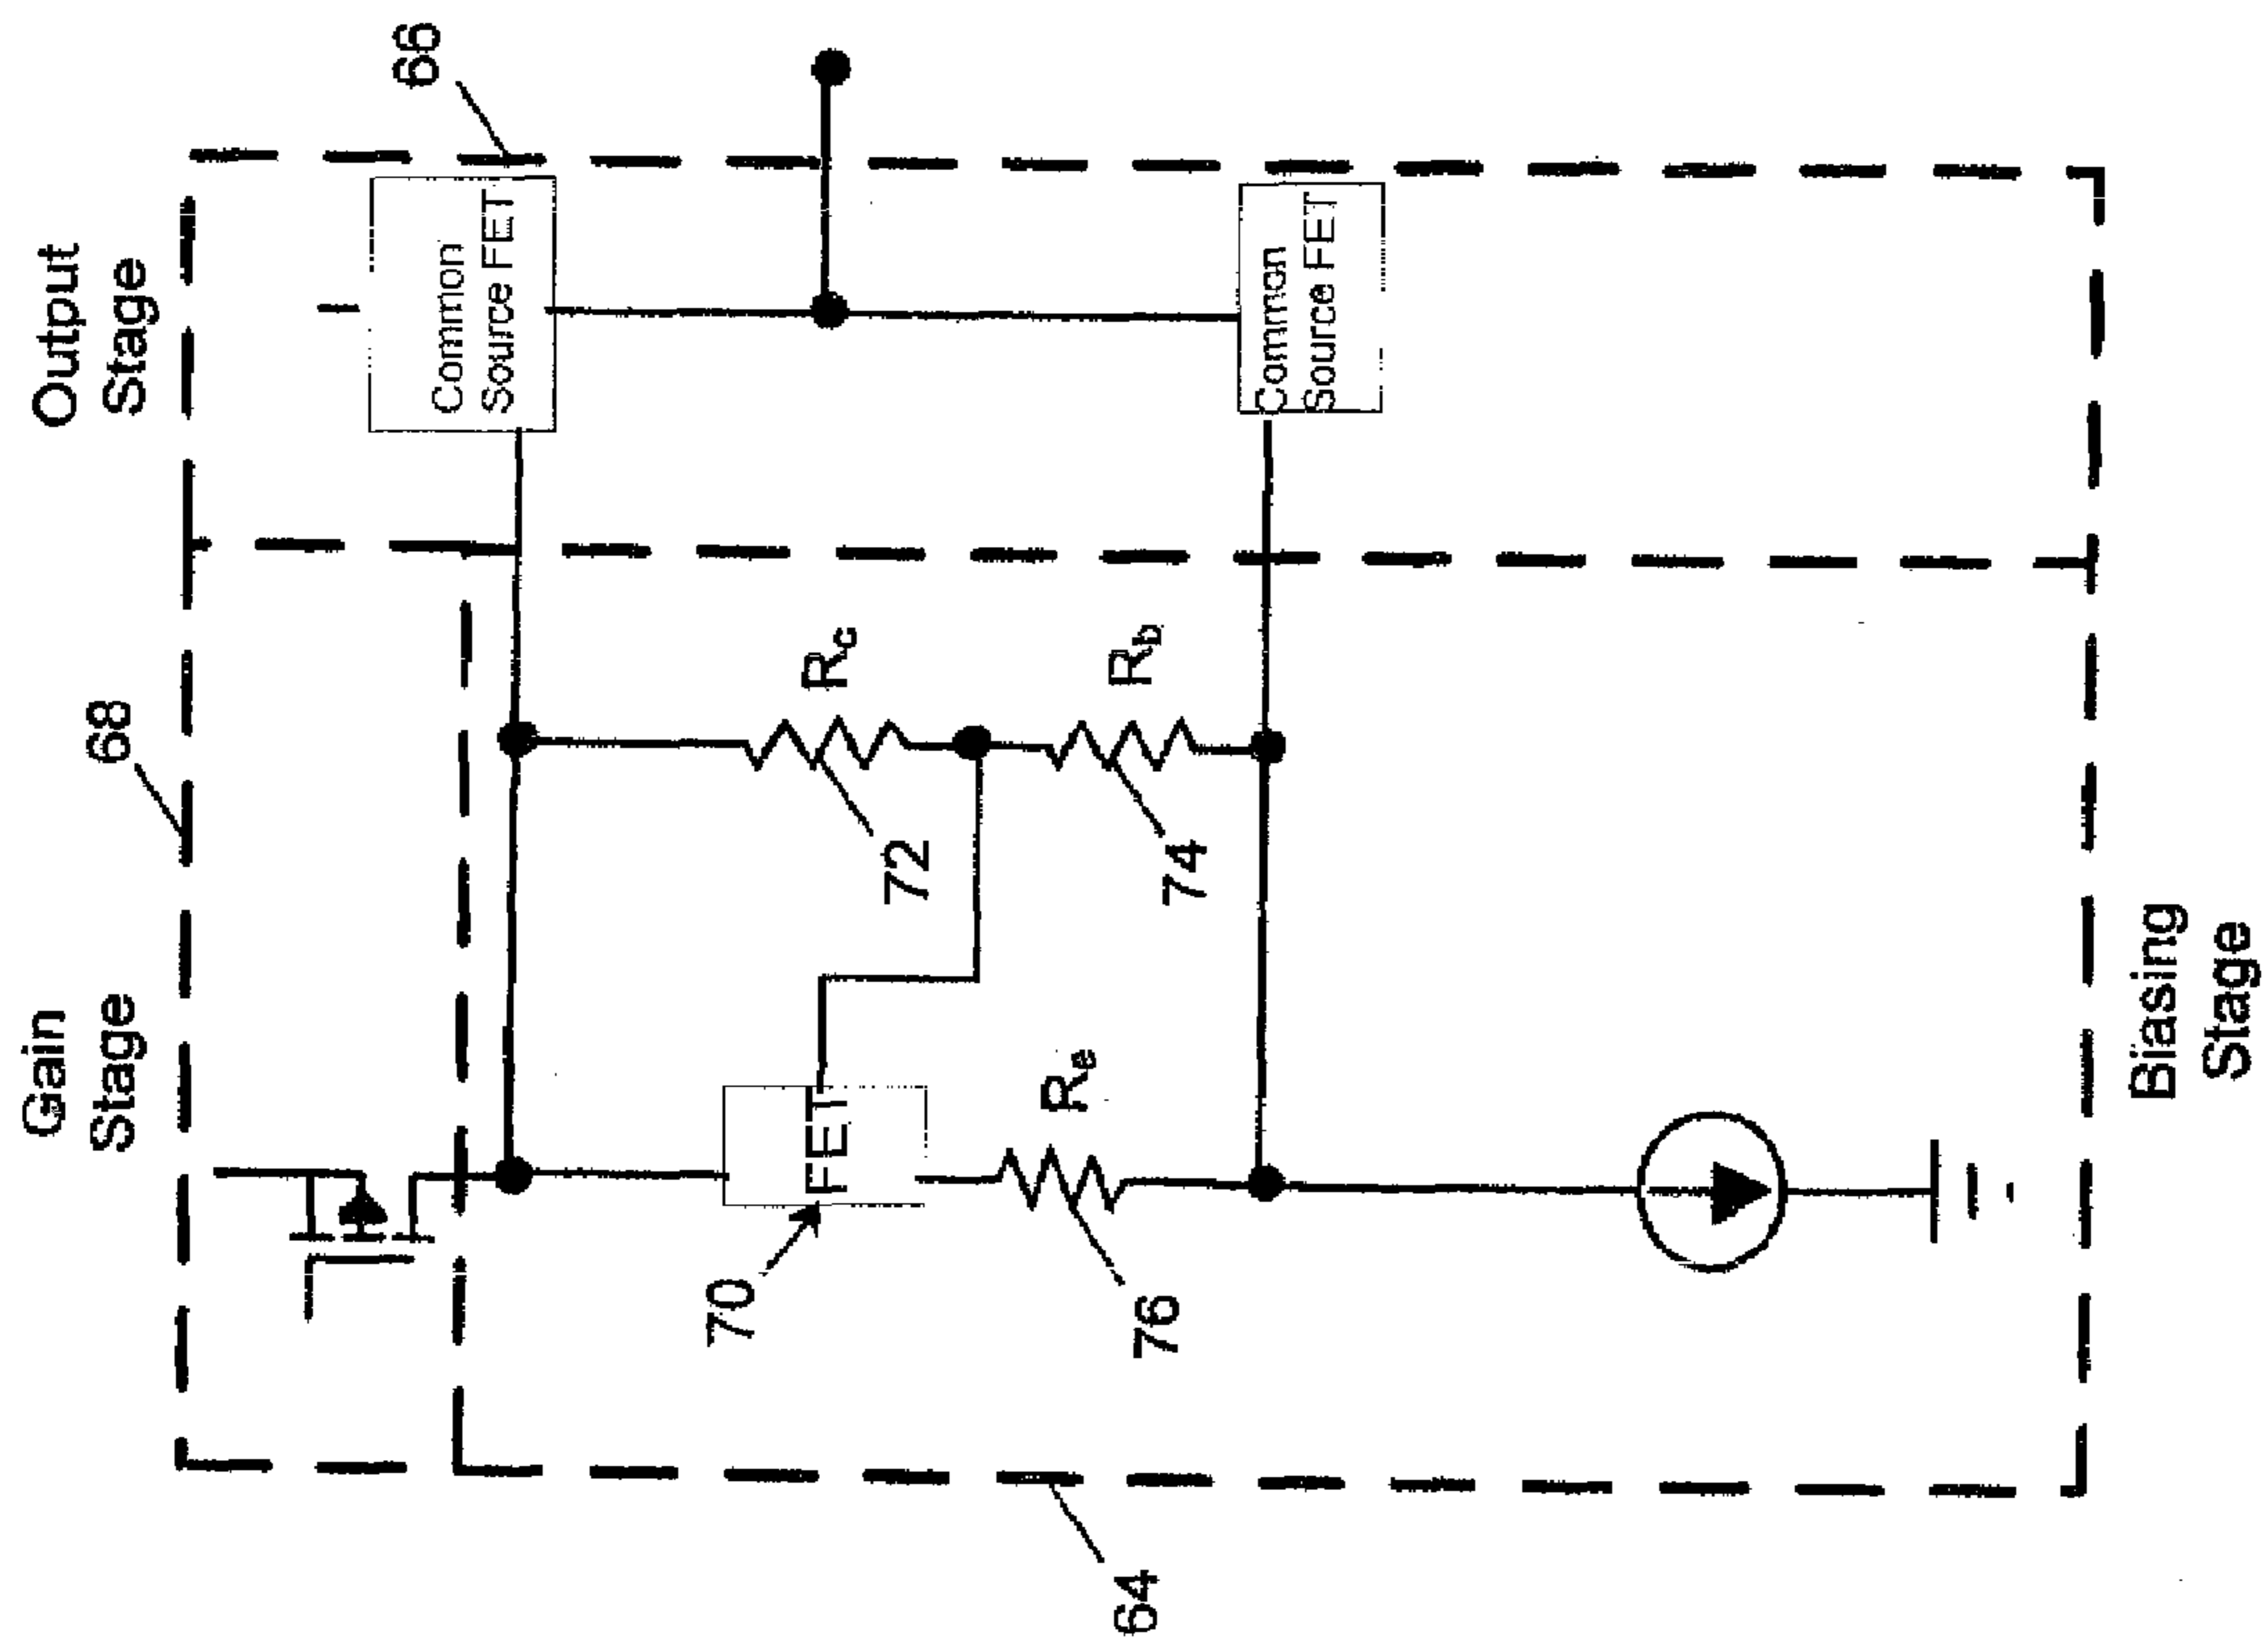 Gain
Stage
68
Output
Stage
66
Common
Source FET
70
FET
72
Rc
76
Re
74
Rb
Common
Source FET
64
Biasing
Stage